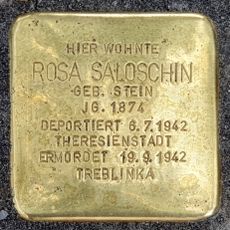 HIER WOHNTE
ROSA SALOSCHIN
GEB. STEIN
JG. 1874
DEPORTIERT 6.7.1942
THERESIENSTADT
ERMORDET 19.9.1942
TREBLINKA